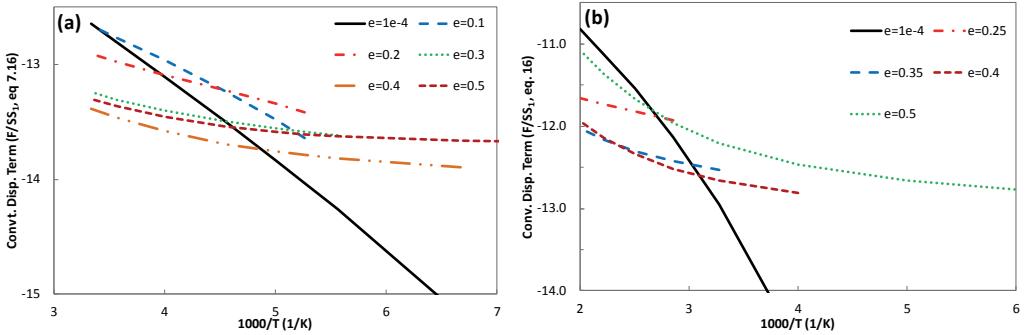 (a)
e=1e-4
e=0.1
e=0.2
e=0.3
e=0.4
e=0.5
Convt. Disp. Term (F/SS₁, eq 7.16)
-13
-14
-15
3
4
5
6
7
1000/T (1/K)
(b)
e=1e-4
e=0.25
e=0.35
e=0.4
e=0.5
Conv. Disp. Term (F/SS₁, eq. 16)
-11.0
-12.0
-13.0
-14.0
2
3
4
5
6
1000/T (1/K)